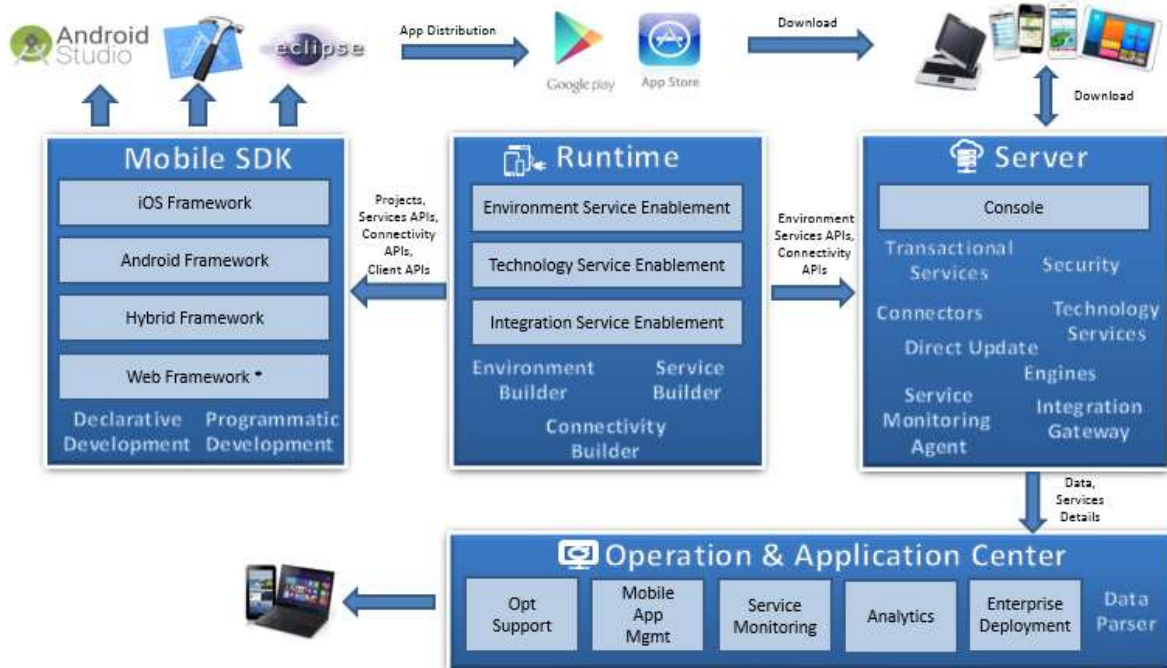 Android
Studio
eclipse
App Distribution
Google play
App Store
Download
Download
Mobile SDK
iOS Framework
Android Framework
Hybrid Framework
Web Framework *
Declarative
Development
Programmatic
Development
Projects,
Services APIs,
Connectivity
APIs,
Client APIs
Runtime
Environment Service Enablement
Technology Service Enablement
Integration Service Enablement
Environment
Builder
Service
Builder
Connectivity
Builder
Environment
Services APIs,
Connectivity
APIs
Server
Console
Transactional
Services
Security
Connectors
Technology
Services
Direct Update
Engines
Service
Monitoring
Agent
Integration
Gateway
Data,
Services
Details
Operation & Application Center
Opt
Support
Mobile
App
Mgmt
Service
Monitoring
Analytics
Enterprise
Deployment
Data
Parser